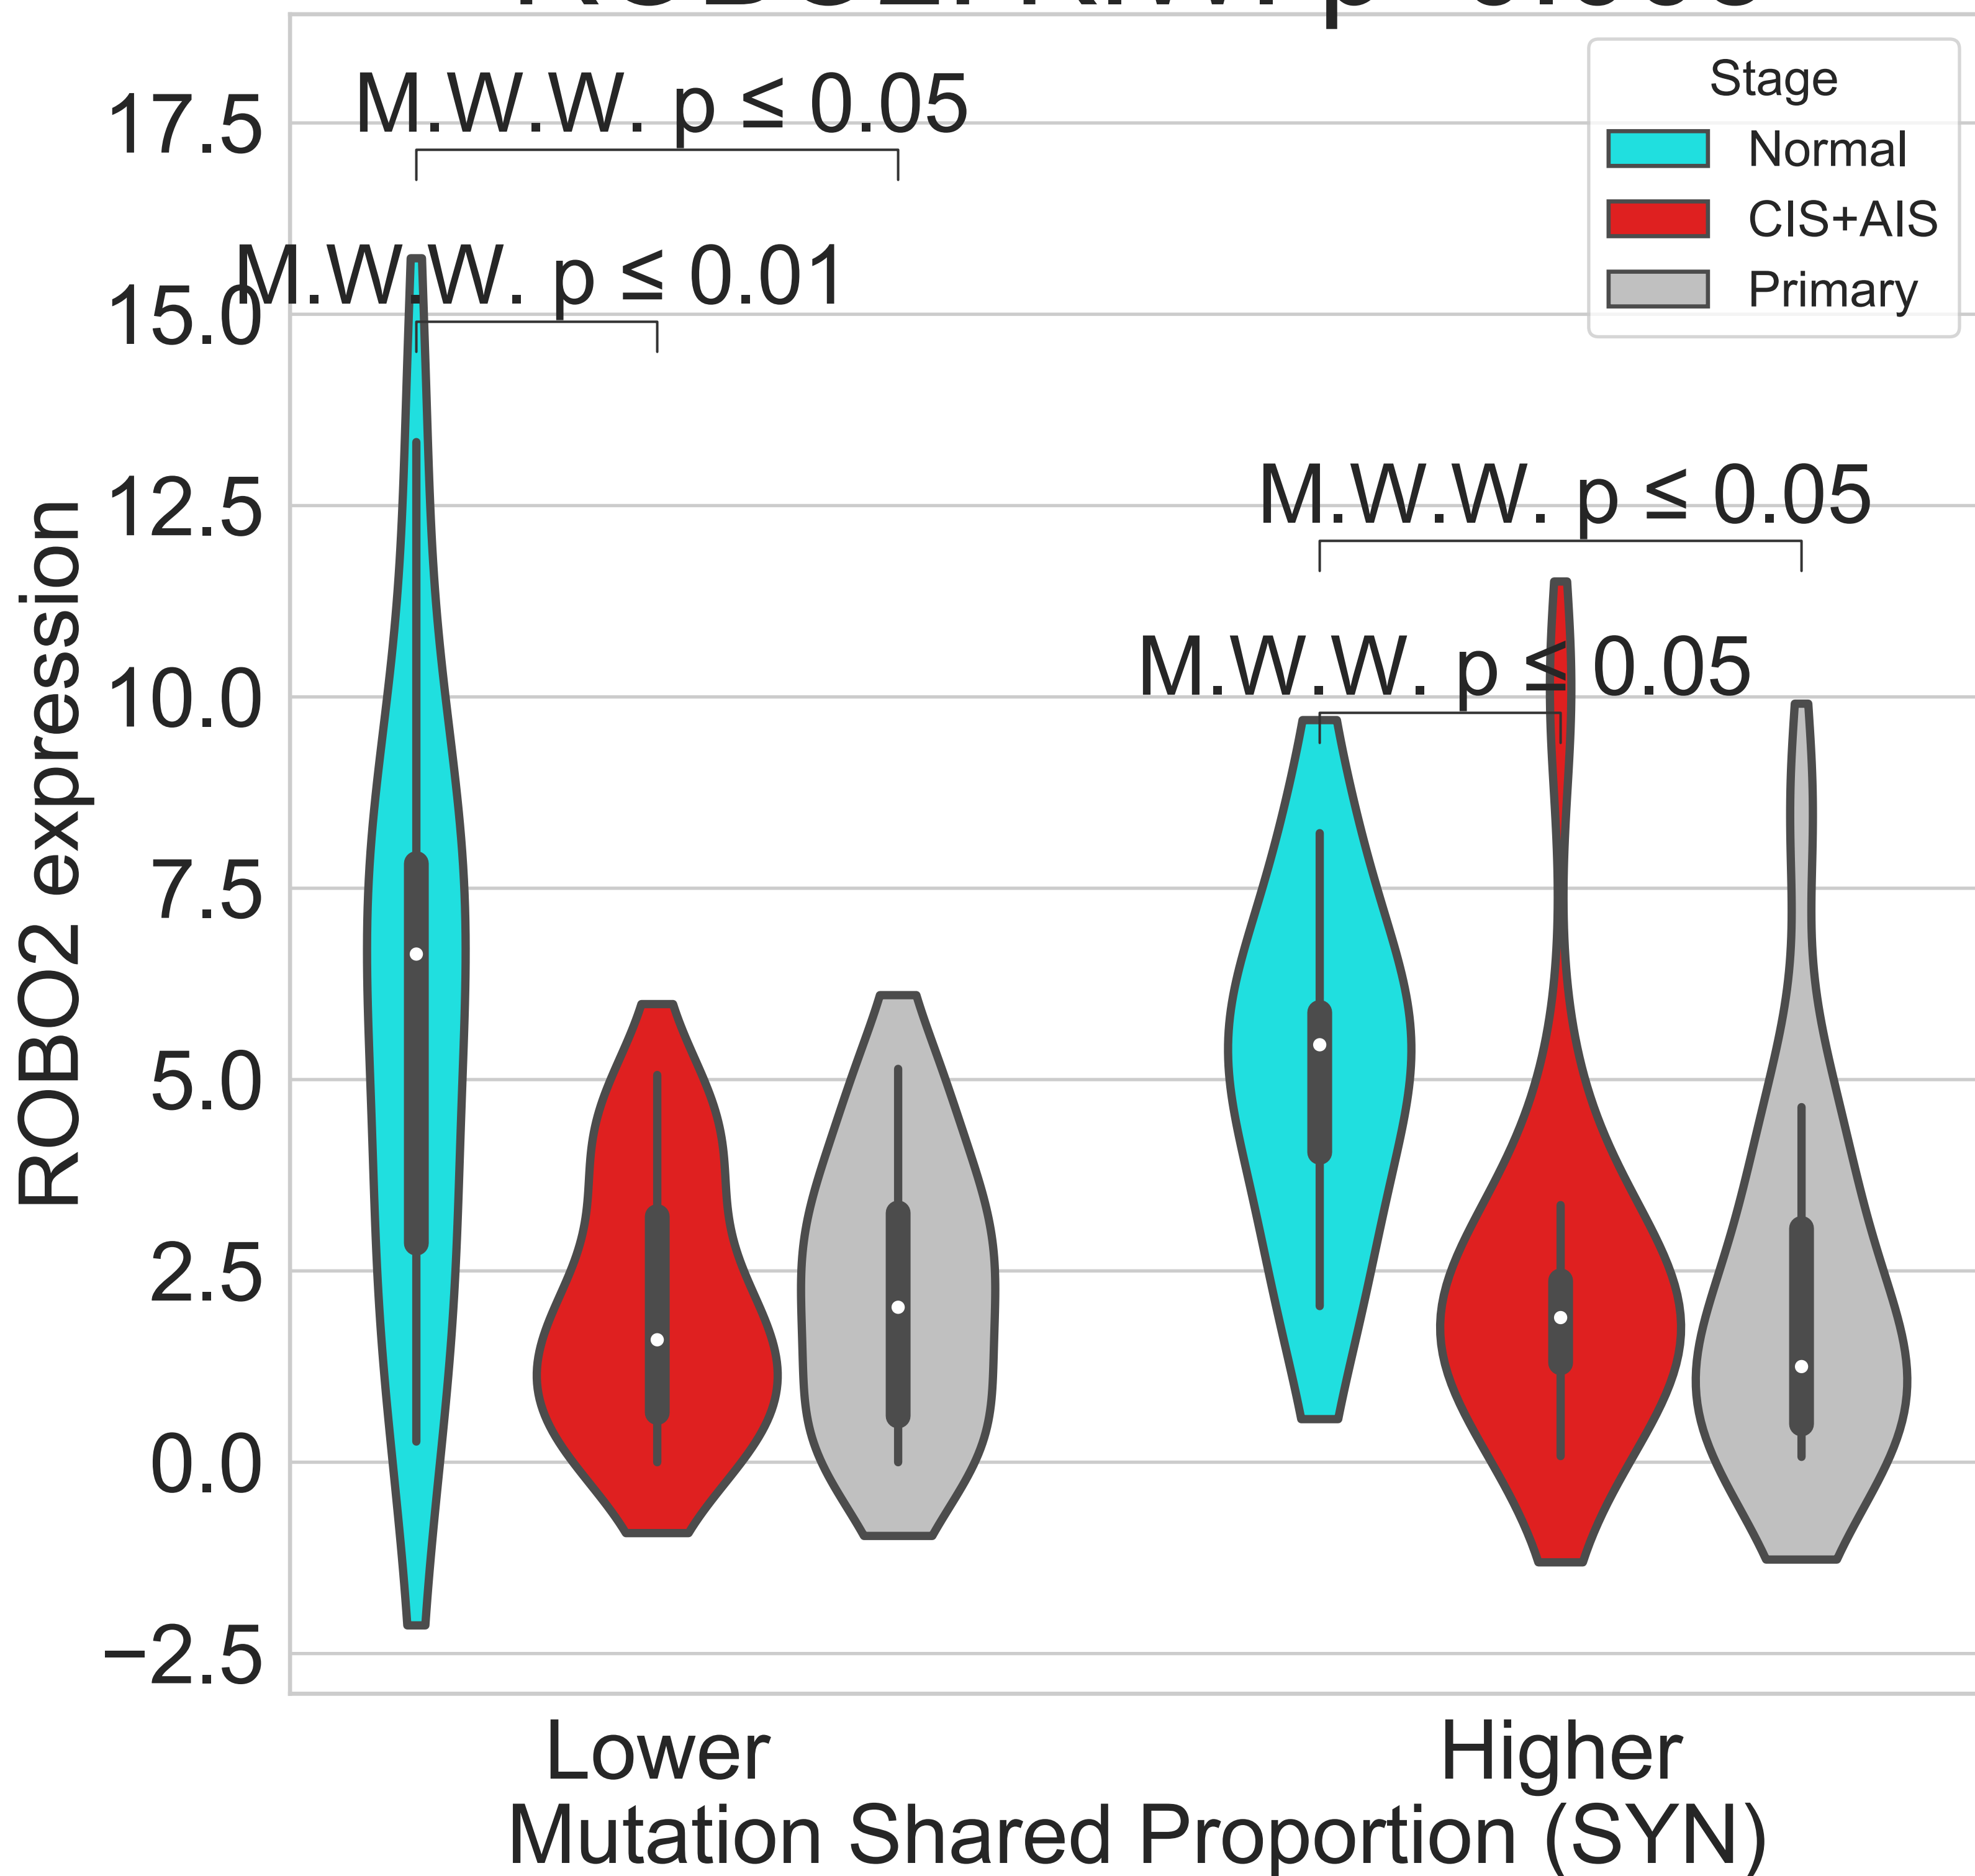 M.W.W. p ≤ 0.05
M.W.W. p ≤ 0.01
M.W.W. p ≤ 0.05
M.W.W. p ≤ 0.05
Stage
Normal
CIS+AIS
Primary
17.5
15.0
12.5
10.0
7.5
5.0
2.5
0.0
−2.5
ROBO2 expression
Lower
Higher
Mutation Shared Proportion (SYN)